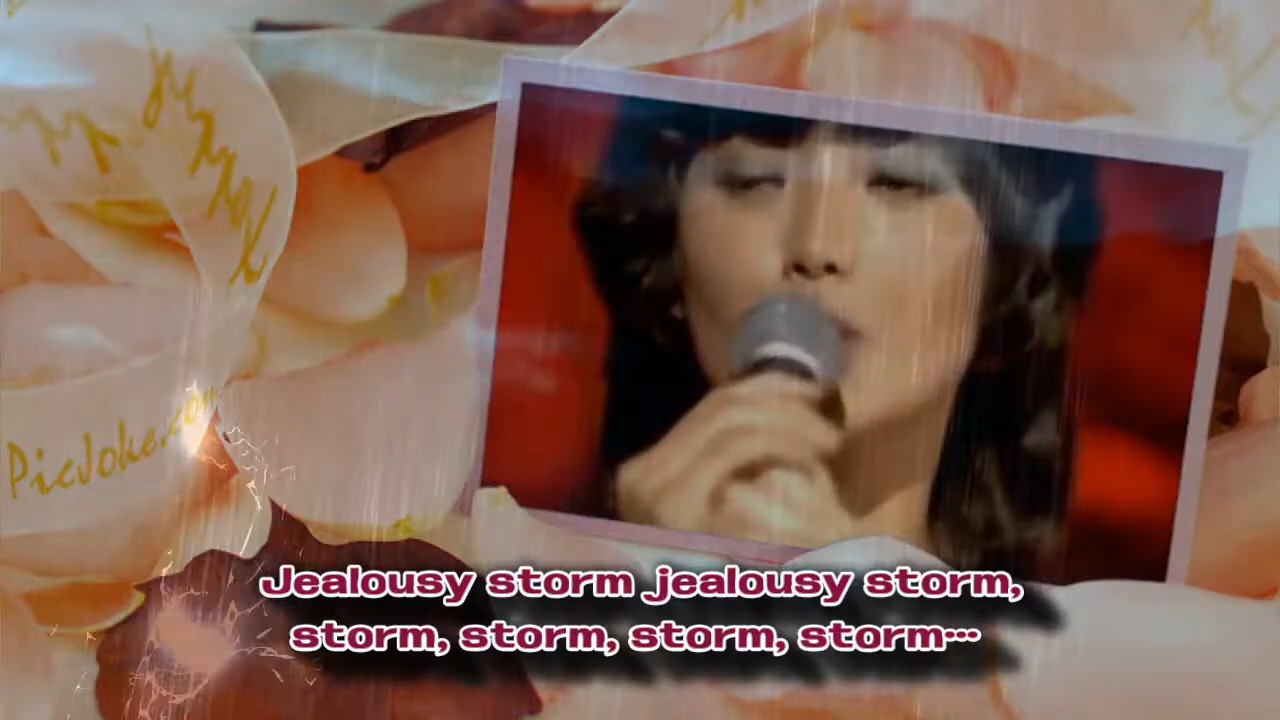 PicJoke.com
Jealousy storm jealousy storm,
storm, storm, storm, storm…